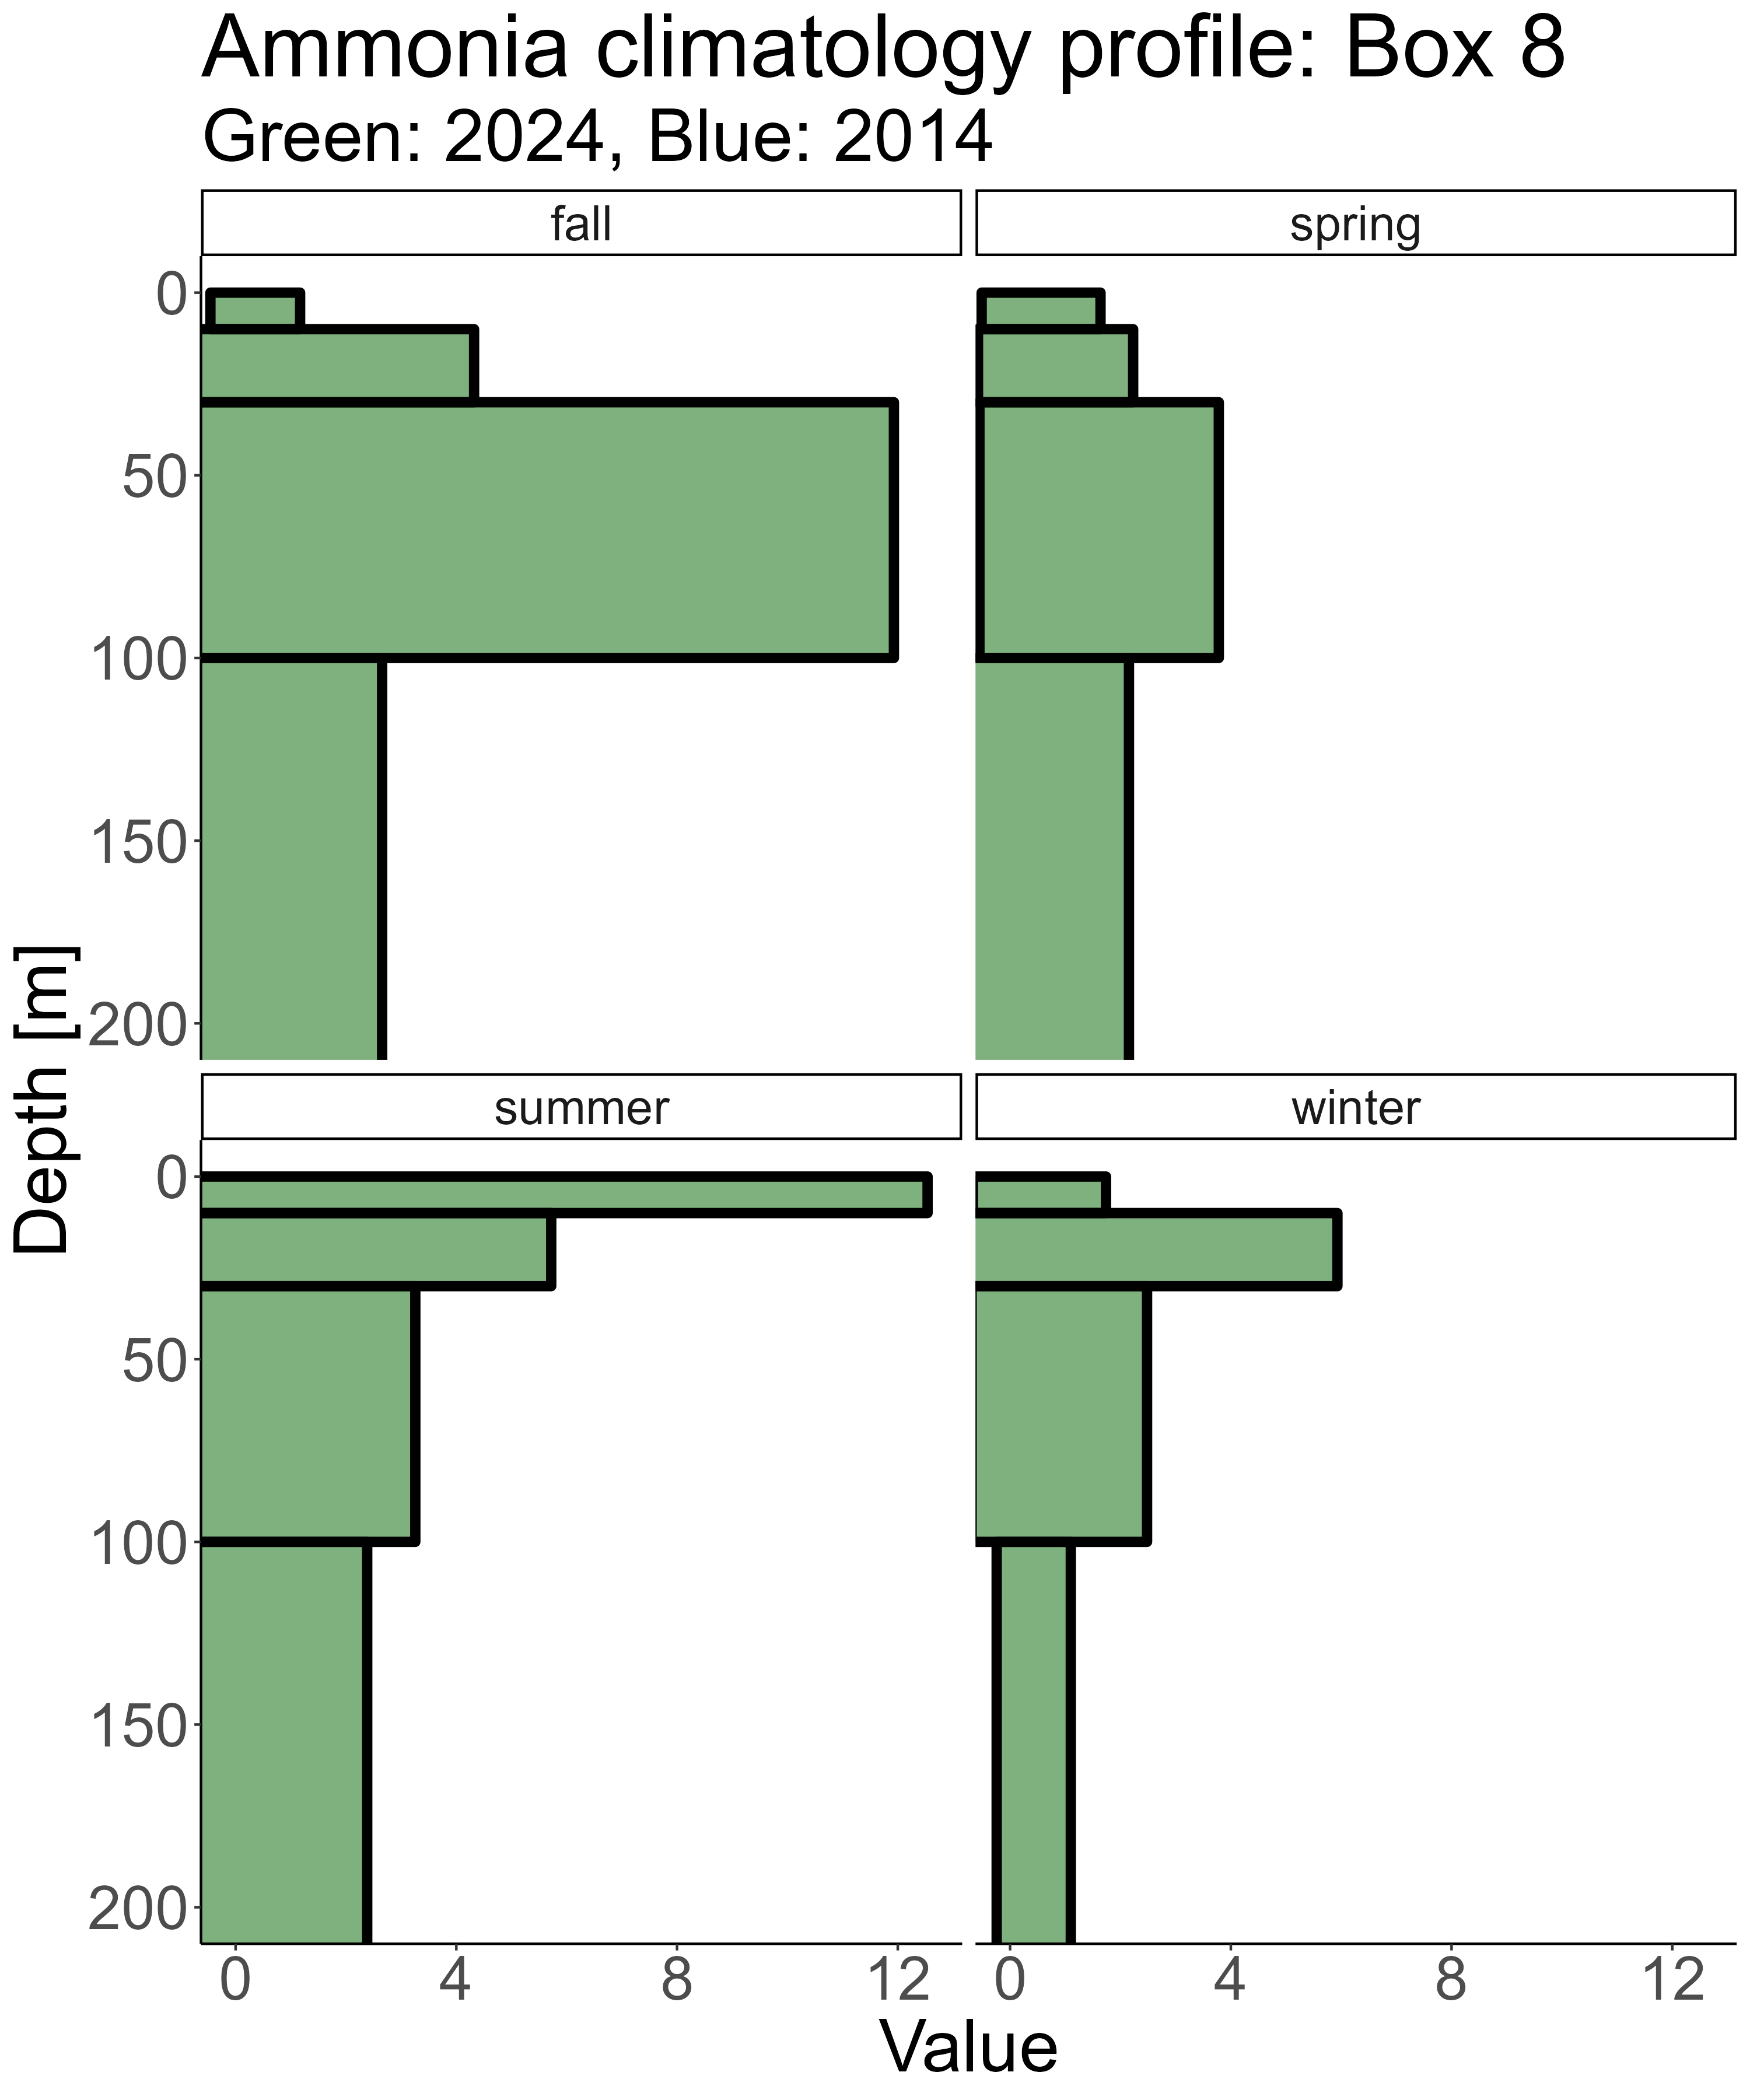 Ammonia climatology profile: Box 8
Green: 2024, Blue: 2014
fall
spring
0
50
100
150
200
Depth [m]
summer
winter
0
50
100
150
200
0 4 8 12
0 4 8 12
Value